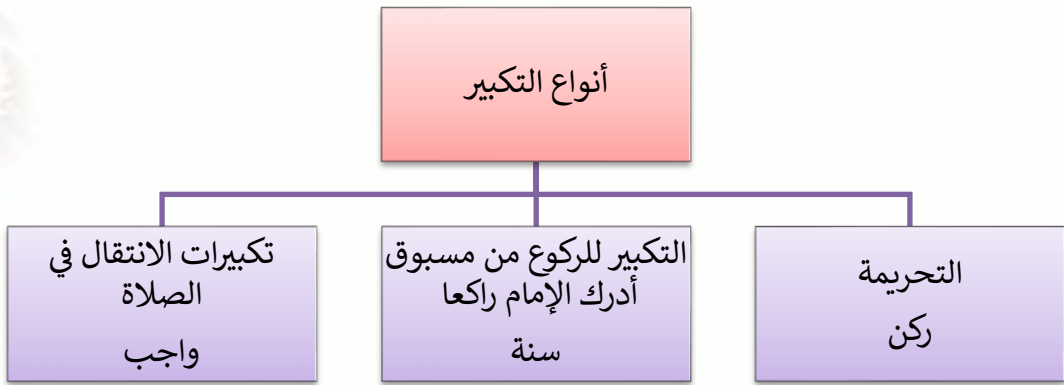 أنواع التكبير
التحريمة
ركن
التكبير للركوع من مسبوق
أدرك الإمام راكعا
سنة
تكبيرات الانتقال في
الصلاة
واجب